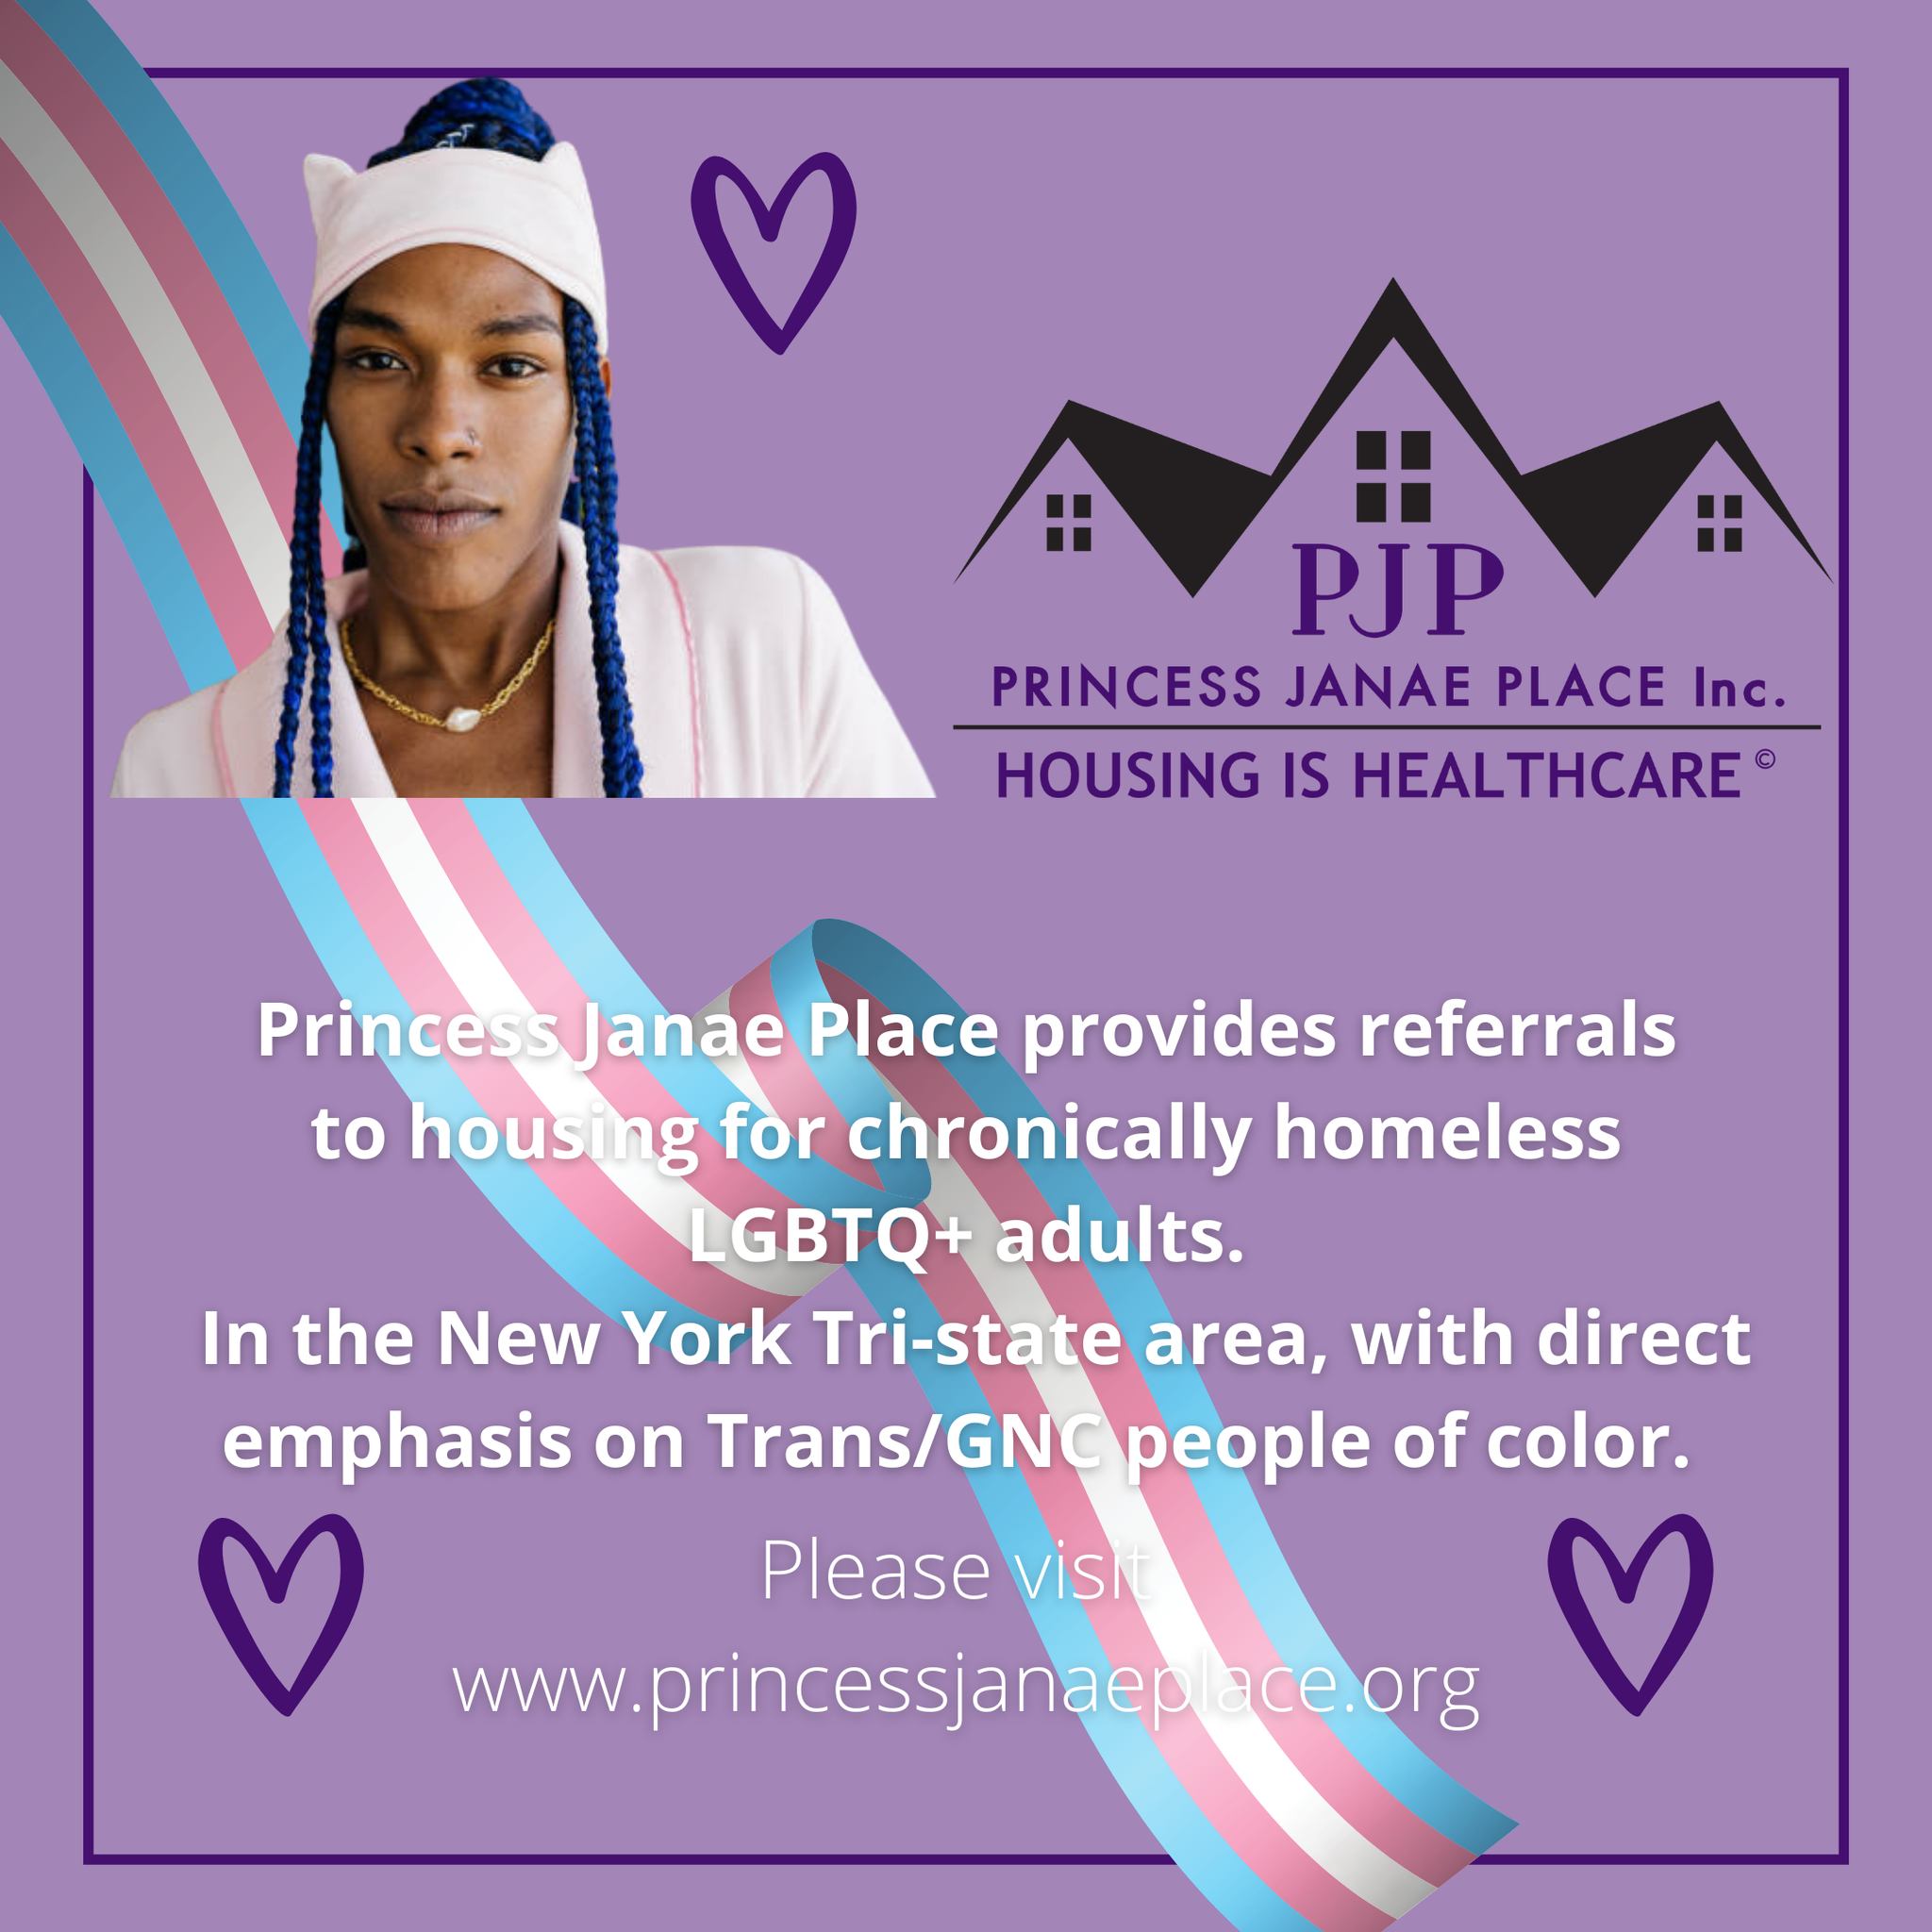 PJP
PRINCESS JANAE PLACE Inc.
HOUSING IS HEALTHCARE ©
Princess Janae Place provides referrals
to housing for chronically homeless
LGBTQ+ adults.
In the New York Tri-state area, with direct
emphasis on Trans/GNC people of color.
Please visit
www.princessjanaeplace.org